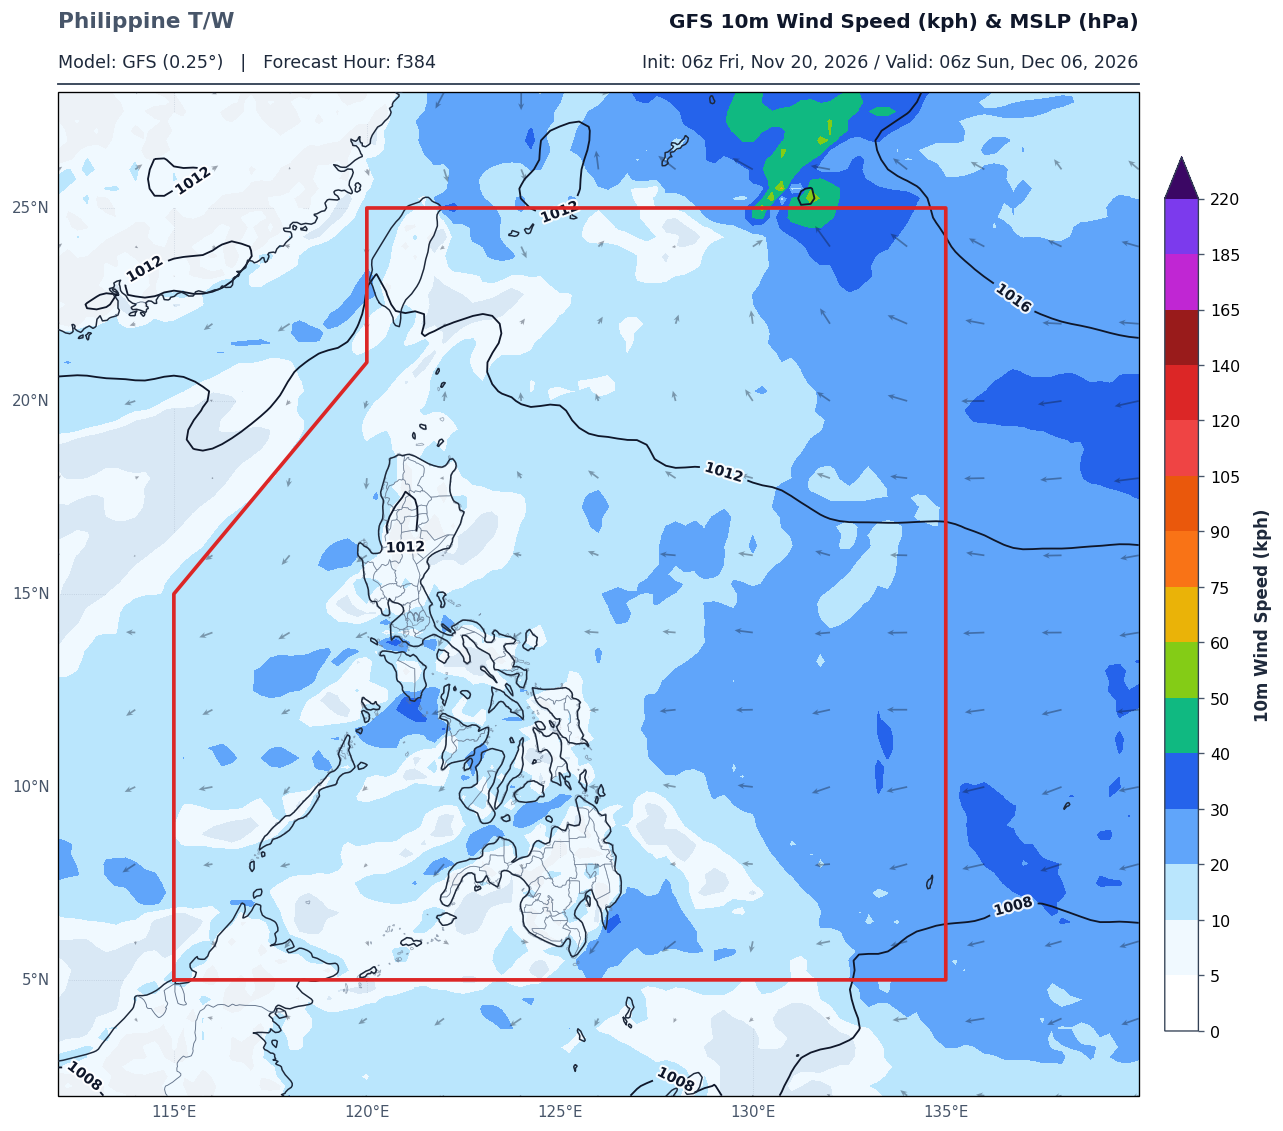 Philippine T/W
GFS 10m Wind Speed (kph) & MSLP (hPa)
Model: GFS (0.25°) | Forecast Hour: f384
Init: 06z Fri, Nov 20, 2026 / Valid: 06z Sun, Dec 06, 2026
1012
1012
1012
1016
1012
1012
1008
1008
1008
25°N
20°N
15°N
10°N
5°N
115°E
120°E
125°E
130°E
135°E
220
185
165
140
120
105
90
75
60
50
40
30
20
10
5
0
10m Wind Speed (kph)